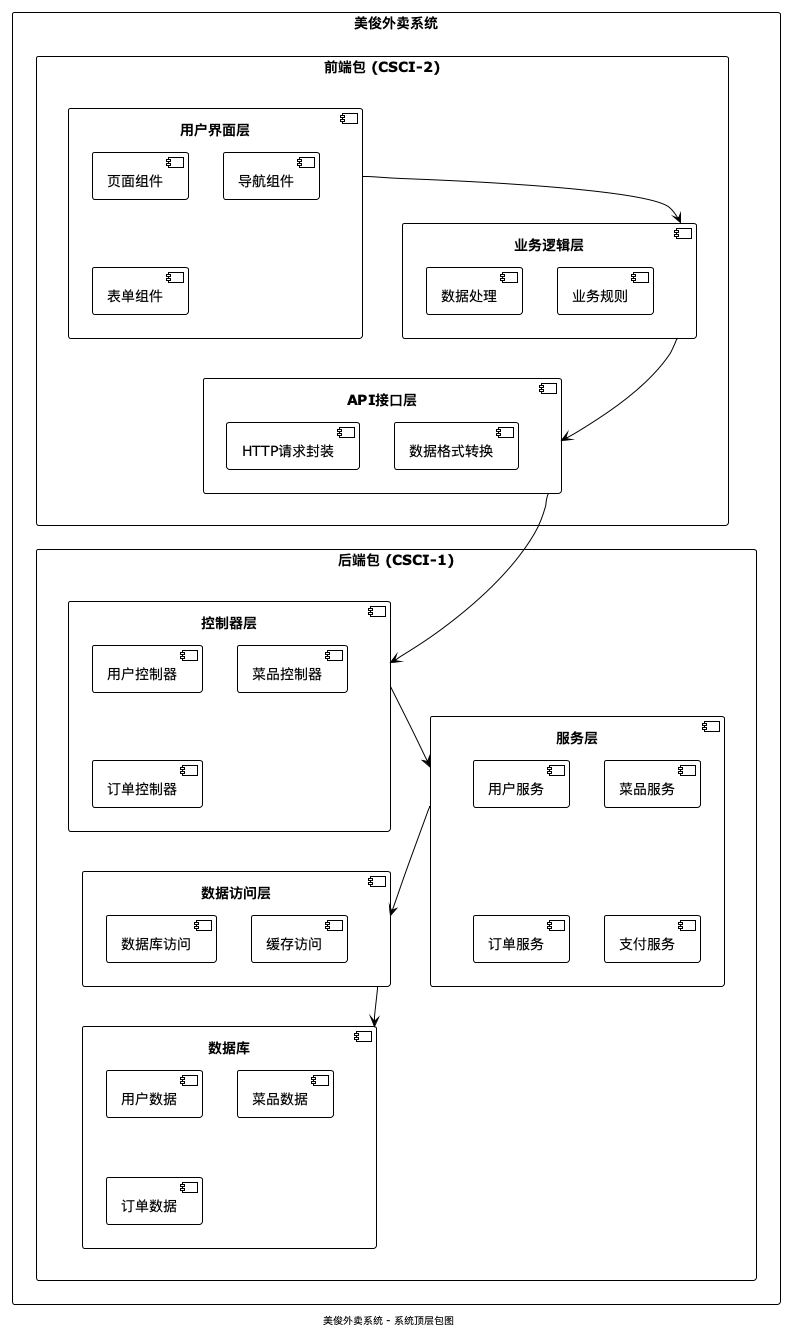 美俊外卖系统
前端包 (CSCI-2)
用户界面层
页面组件
导航组件
表单组件
业务逻辑层
数据处理
业务规则
API接口层
HTTP请求封装
数据格式转换
后端包 (CSCI-1)
控制器层
用户控制器
菜品控制器
订单控制器
服务层
用户服务
菜品服务
订单服务
支付服务
数据访问层
数据库访问
缓存访问
数据库
用户数据
菜品数据
订单数据
美俊外卖系统 - 系统顶层包图